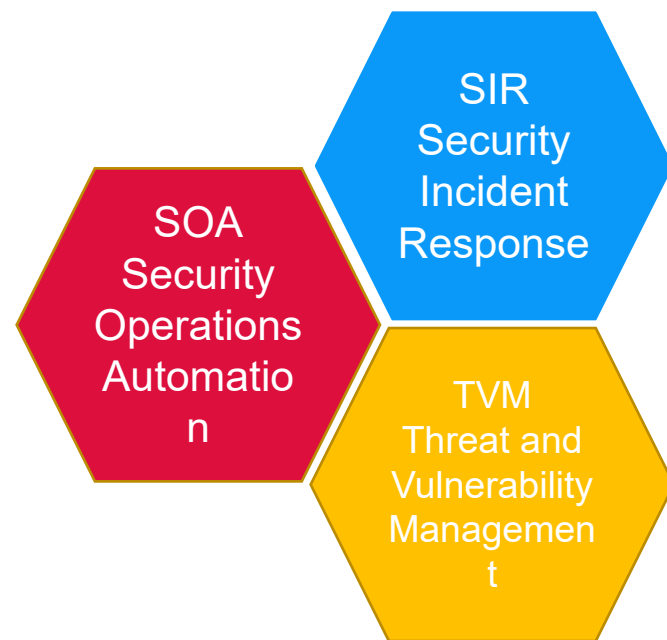 SIR
Security
Incident
Response
SOA
Security
Operations
Automatio
n
TVM
Threat and
Vulnerability
Managemen
t